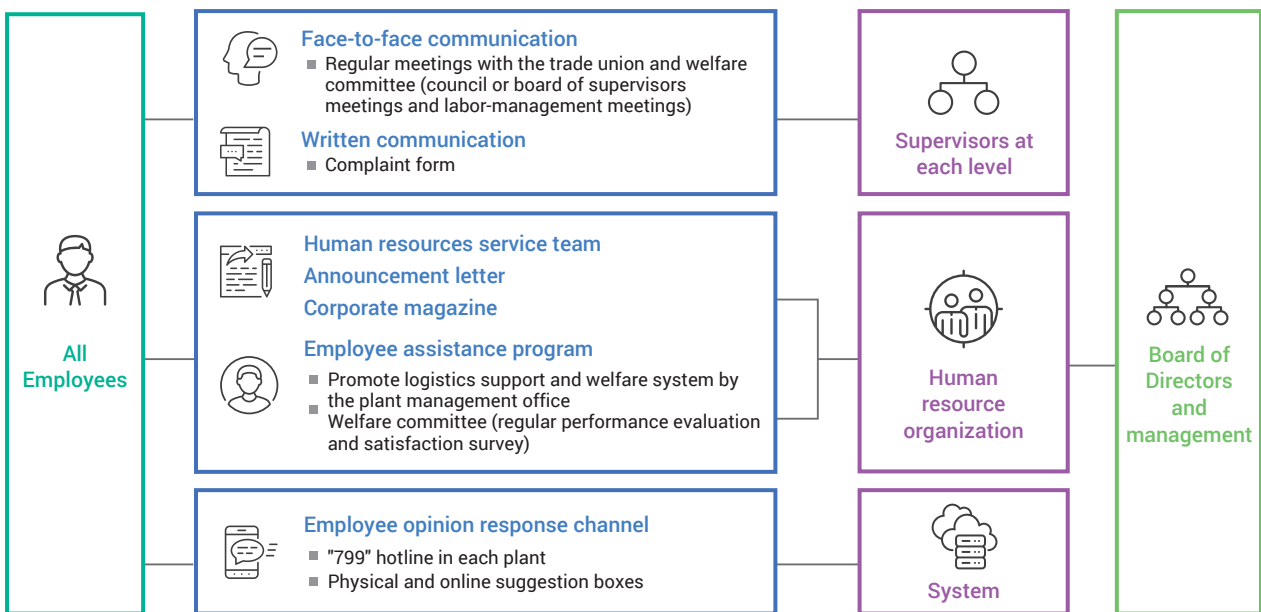 All
Employees
Face-to-face communication
Regular meetings with the trade union and welfare
committee (council or board of supervisors
meetings and labor-management meetings)
Written communication
Complaint form
Supervisors at
each level
Human resources service team
Announcement letter
Corporate magazine
Employee assistance program
Promote logistics support and welfare system by
the plant management office
Welfare committee (regular performance evaluation
and satisfaction survey)
Human
resource
organization
Employee opinion response channel
"799" hotline in each plant
Physical and online suggestion boxes
System
Board of
Directors
and
management